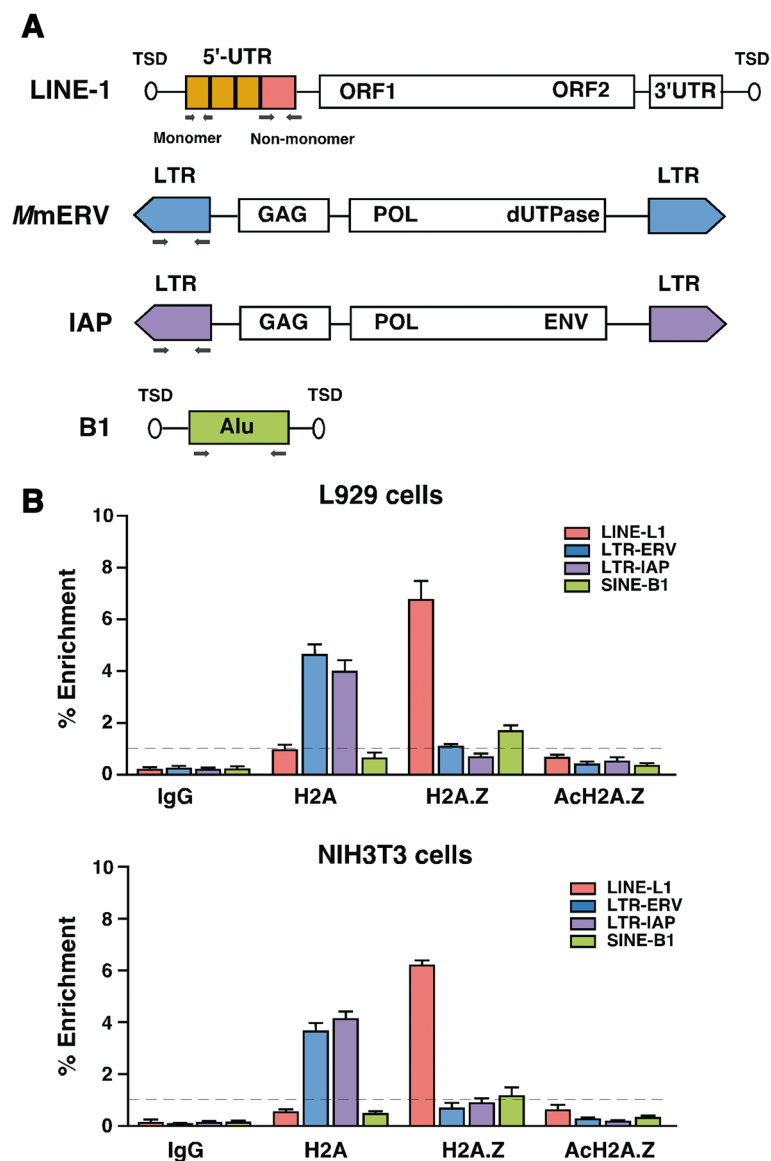 A
5'-UTR
TSD
TSD
LINE-1
ORF1
ORF2
3'UTR
Monomer
Non-monomer
LTR
LTR
MmERV
GAG
POL
dUTPase
LTR
LTR
IAP
GAG
POL
ENV
TSD
TSD
B1
Alu
B
L929 cells
10
8
6
4
2
0
% Enrichment
LINE-L1
LTR-ERV
LTR-IAP
SINE-B1
IgG
H2A
H2A.Z
AcH2A.Z
NIH3T3 cells
10
8
6
4
2
0
% Enrichment
LINE-L1
LTR-ERV
LTR-IAP
SINE-B1
IgG
H2A
H2A.Z
AcH2A.Z